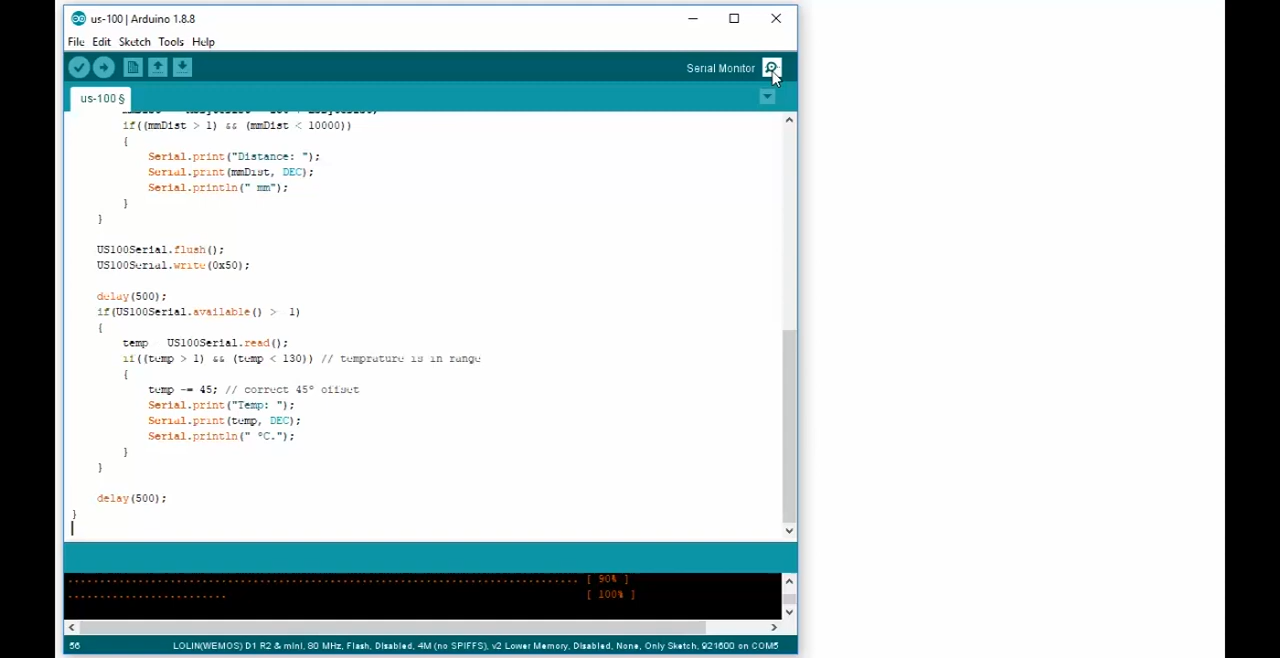 us-100 | Arduino 1.8.8
File Edit Sketch Tools Help
Serial Monitor
us-100 §
if((mmDist > 1) && (mmDist < 10000))
{
Serial.print("Distance: ");
Serial.print(mmDist, DEC);
Serial.println(" mm");
}
}
US100Serial.flush();
US100Serial.write(0x50);
delay(500);
if(US100Serial.available() > 1)
{
temp US100Serial.read();
if((temp > 1) && (temp < 130)) // temprature is in range
{
temp -= 45; // correct 45º offset
Serial.print("Temp: ");
Serial.print(temp, DEC);
Serial.println(" ºC.");
}
}
delay(500);
}
[ 90% ]
[ 100% ]
56 LOLIN(WEMOS) D1 R2 & mini, 80 MHz, Flash, Disabled, 4M (no SPIFFS), v2 Lower Memory, Disabled, None, Only Sketch, 921600 on COM5